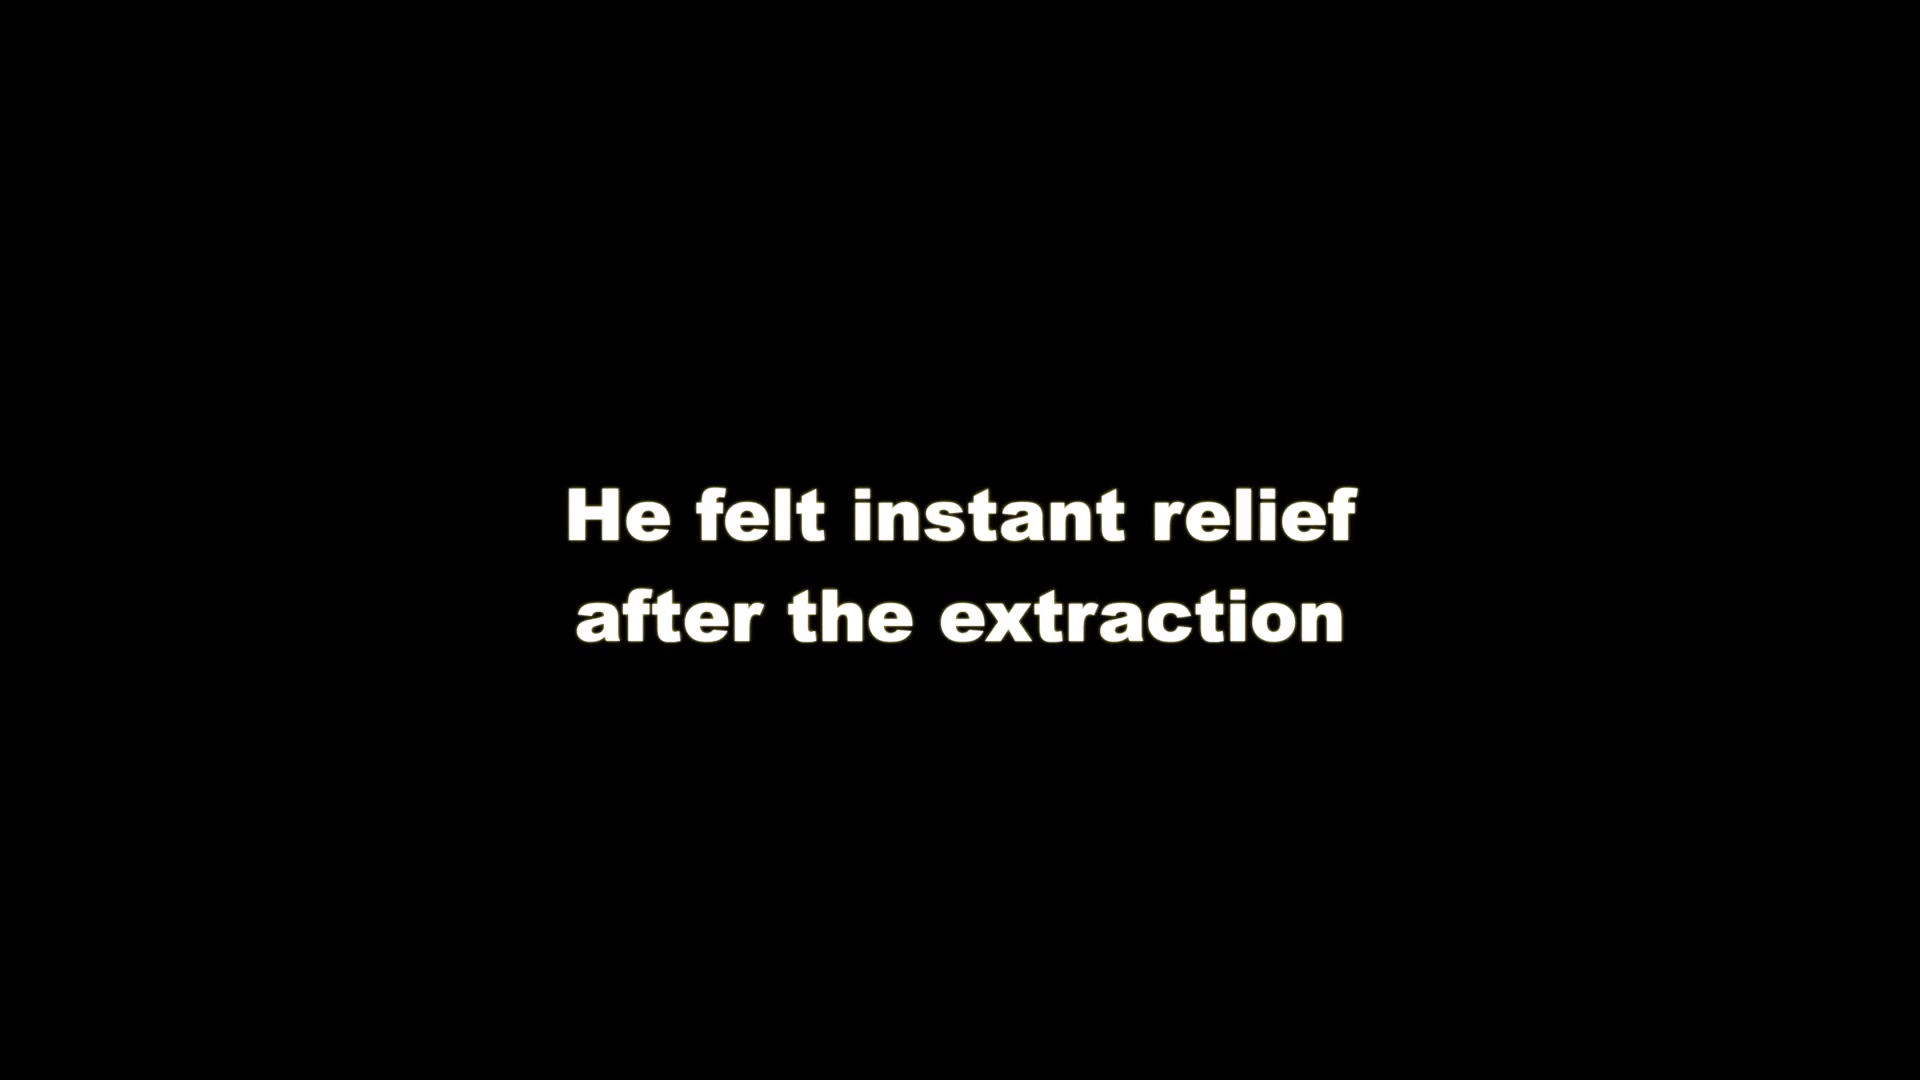 He felt instant relief
after the extraction